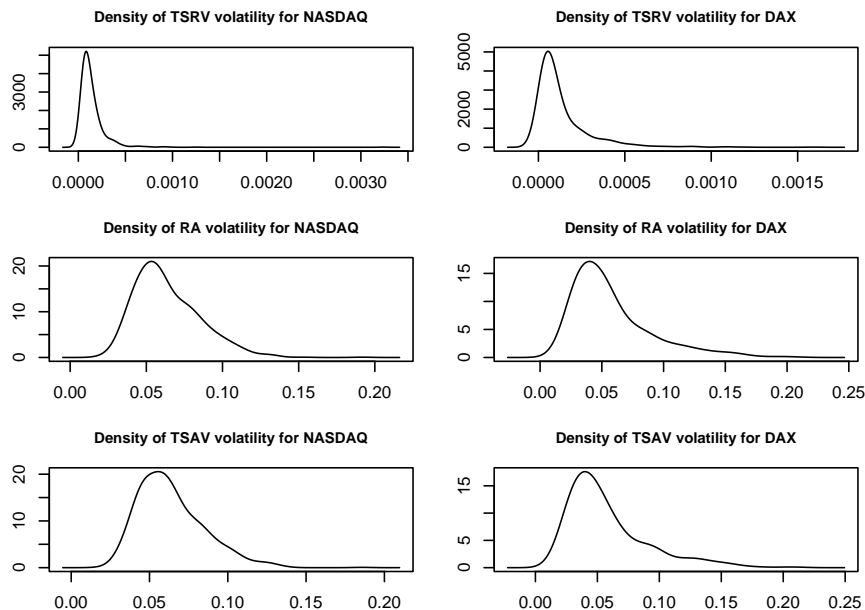 Density of TSRV volatility for NASDAQ
0 3000
0.0000 0.0010 0.0020 0.0030
Density of TSRV volatility for DAX
0 2000 5000
0.0000 0.0005 0.0010 0.0015
Density of RA volatility for NASDAQ
0 10 20
0.00 0.05 0.10 0.15 0.20
Density of RA volatility for DAX
0 5 15
0.00 0.05 0.10 0.15 0.20 0.25
Density of TSAV volatility for NASDAQ
0 10 20
0.00 0.05 0.10 0.15 0.20
Density of TSAV volatility for DAX
0 5 15
0.00 0.05 0.10 0.15 0.20 0.25